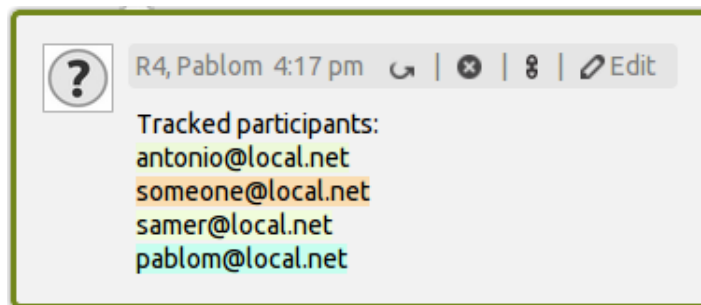 ?
R4, Pablom 4:17 pm | | | Edit
Tracked participants:
antonio@local.net
someone@local.net
samer@local.net
pablom@local.net